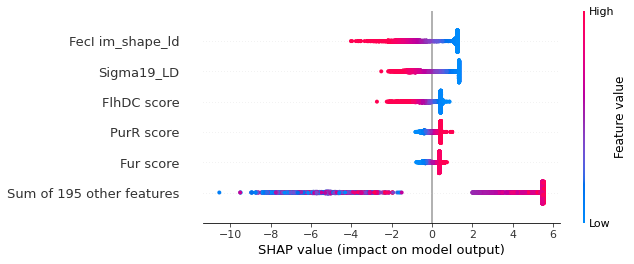 High
FecI im_shape_ld
Sigma19_LD
FlhDC score
PurR score
Fur score
Sum of 195 other features
Feature value
Low
−10 −8 −6 −4 −2 0 2 4 6
SHAP value (impact on model output)